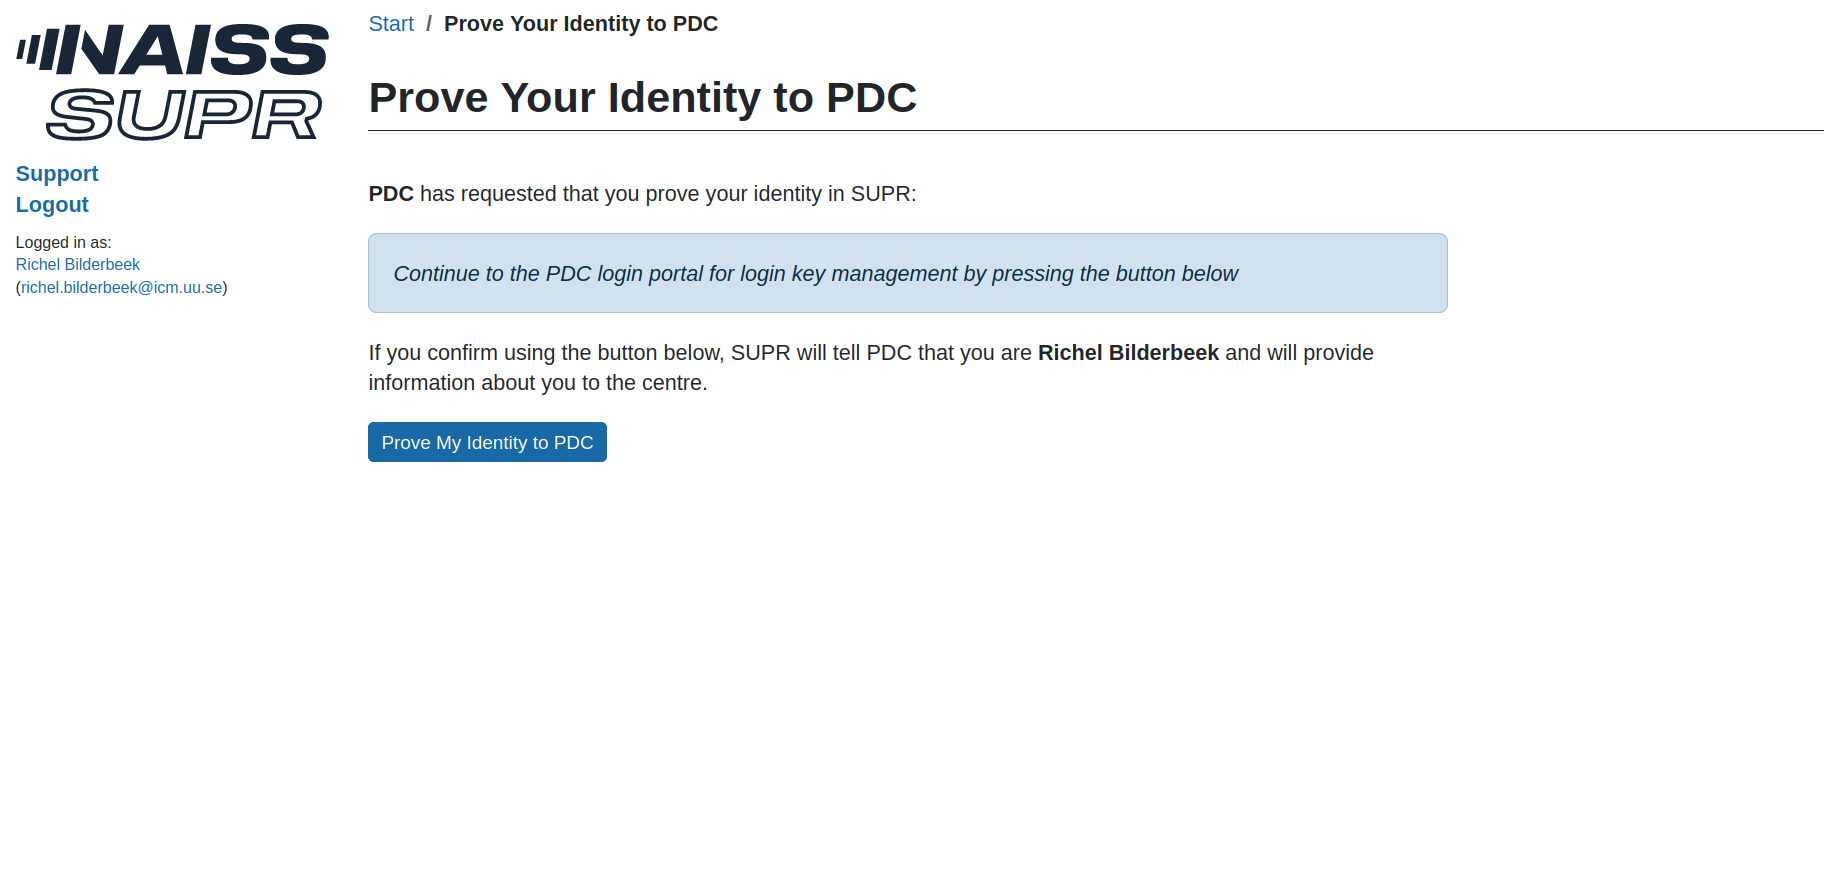 NAISS
SUPR
Support
Logout
Logged in as:
Richel Bilderbeek
(richel.bilderbeek@icm.uu.se)
Start / Prove Your Identity to PDC
Prove Your Identity to PDC
PDC has requested that you prove your identity in SUPR:
Continue to the PDC login portal for login key management by pressing the button below
If you confirm using the button below, SUPR will tell PDC that you are Richel Bilderbeek and will provide
information about you to the centre.
Prove My Identity to PDC